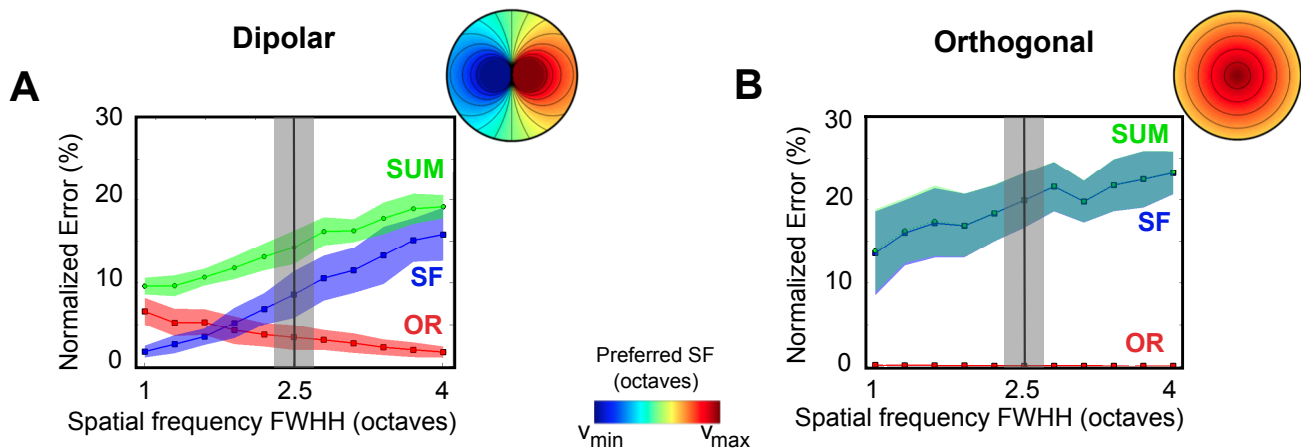 Dipolar
A
Normalized Error (%)
30
20
10
0
SUM
SF
OR
1
2.5
4
Spatial frequency FWHH (octaves)
Preferred SF
(octaves)
vmin
vmax
Orthogonal
B
Normalized Error (%)
30
20
10
0
SUM
SF
OR
1
2.5
4
Spatial frequency FWHH (octaves)